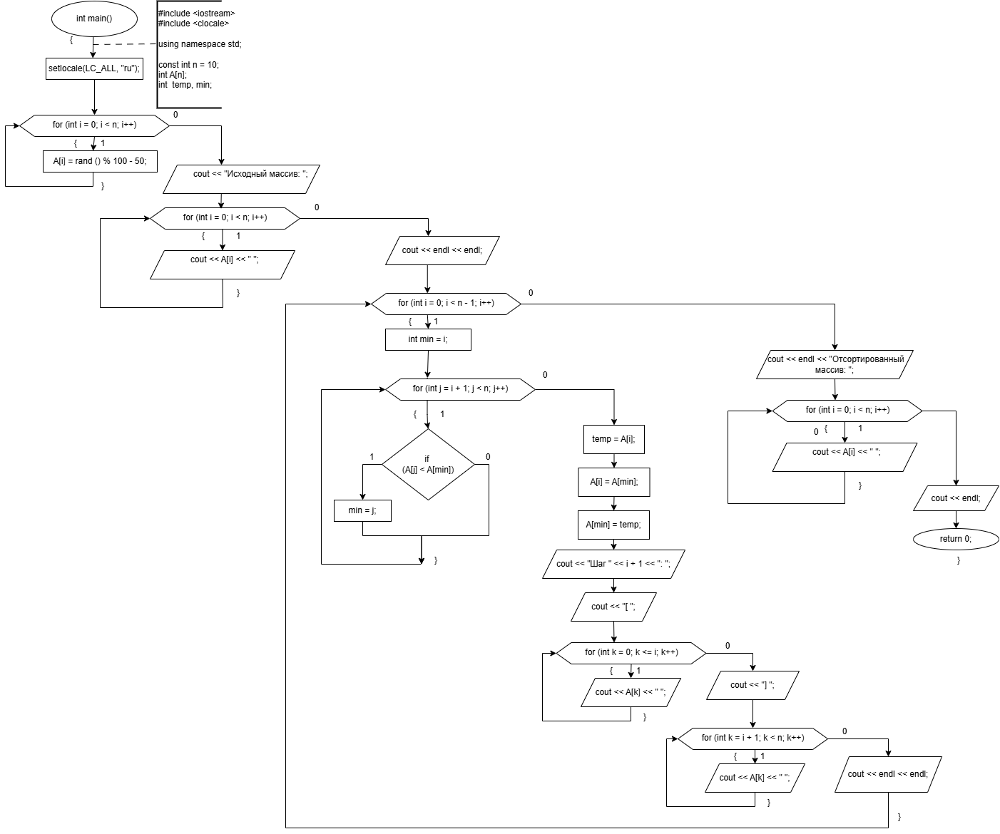 int main()
{
#include <iostream>
#include <clocale>
using namespace std;
const int n = 10;
int A[n];
int  temp, min;
setlocale(LC_ALL, "ru");
for (int i = 0; i < n; i++)
0
{
1
A[i] = rand () % 100 - 50;
}
cout << "Исходный массив: ";
for (int i = 0; i < n; i++)
0
{
1
cout << A[i] << " ";
}
cout << endl << endl;
for (int i = 0; i < n - 1; i++)
0
{
1
int min = i;
for (int j = i + 1; j < n; j++)
0
{
1
if
(A[j] < A[min])
1
0
min = j;
}
temp = A[i];
A[i] = A[min];
A[min] = temp;
cout << "Шаг " << i + 1 << ": ";
cout << "[ ";
for (int k = 0; k <= i; k++)
0
{
1
cout << A[k] << " ";
}
cout << "] ";
for (int k = i + 1; k < n; k++)
0
{
1
cout << A[k] << " ";
}
cout << endl << endl;
}
cout << endl << "Отсортированный
массив: ";
for (int i = 0; i < n; i++)
0
{
1
cout << A[i] << " ";
}
cout << endl;
return 0;
}